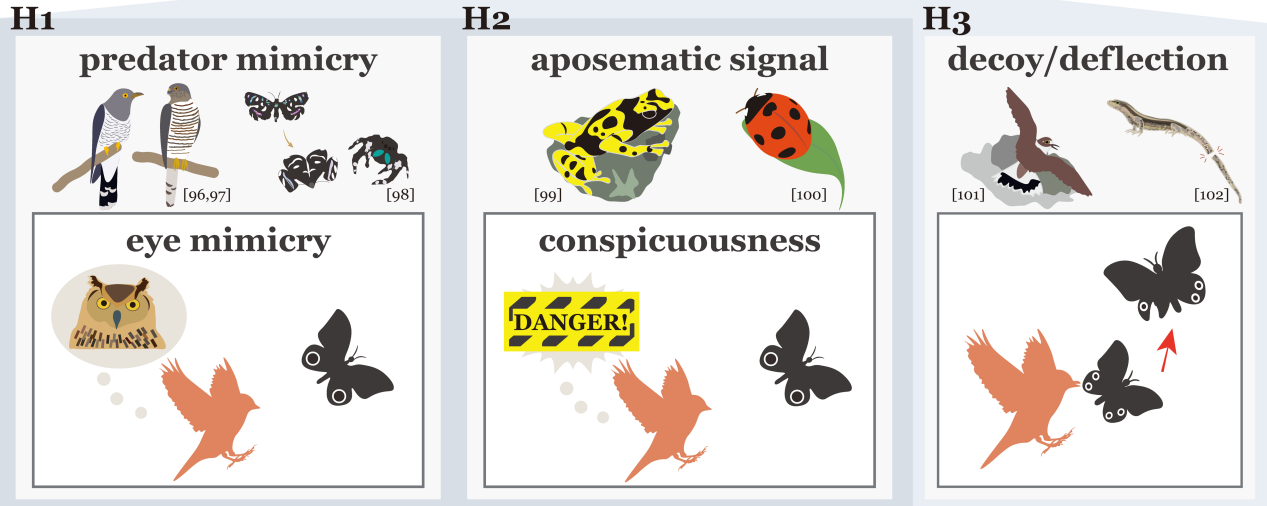 H1
predator mimicry
[96,97]
[98]
eye mimicry
H2
aposematic signal
[99]
[100]
conspicuousness
DANGER!
H3
decoy/deflection
[101]
[102]